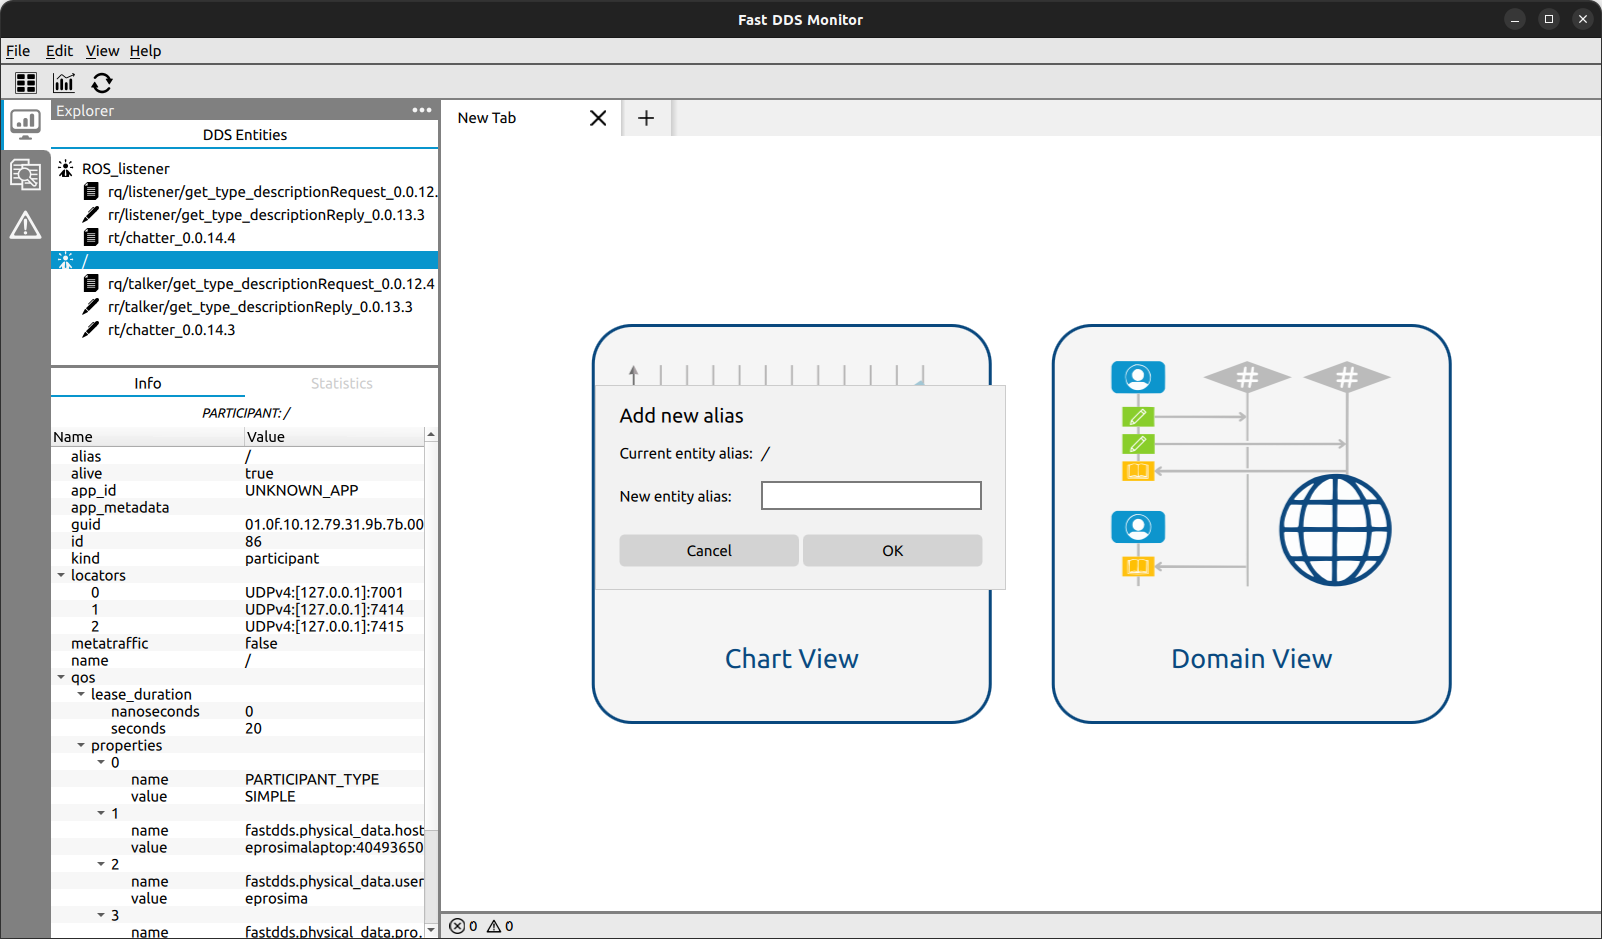 Fast DDS Monitor
File Edit View Help
Explorer
DDS Entities
ROS_listener
rq/listener/get_type_descriptionRequest_0.0.12.
rr/listener/get_type_descriptionReply_0.0.13.3
rt/chatter_0.0.14.4
/
rq/talker/get_type_descriptionRequest_0.0.12.4
rr/talker/get_type_descriptionReply_0.0.13.3
rt/chatter_0.0.14.3
Info Statistics
PARTICIPANT: /
Name Value
alias /
alive true
app_id UNKNOWN_APP
app_metadata
guid 01.0f.10.12.79.31.9b.7b.00
id 86
kind participant
locators
0 UDPv4:[127.0.0.1]:7001
1 UDPv4:[127.0.0.1]:7414
2 UDPv4:[127.0.0.1]:7415
metatraffic false
name /
qos
lease_duration
nanoseconds 0
seconds 20
properties
0
name PARTICIPANT_TYPE
value SIMPLE
1
name fastdds.physical_data.host
value eprosimalaptop:40493650
2
name fastdds.physical_data.user
value eprosima
3
name fastdds.physical_data.pro.
New Tab
Add new alias
Current entity alias: /
New entity alias:
Cancel OK
Chart View
# #
Domain View
0 0